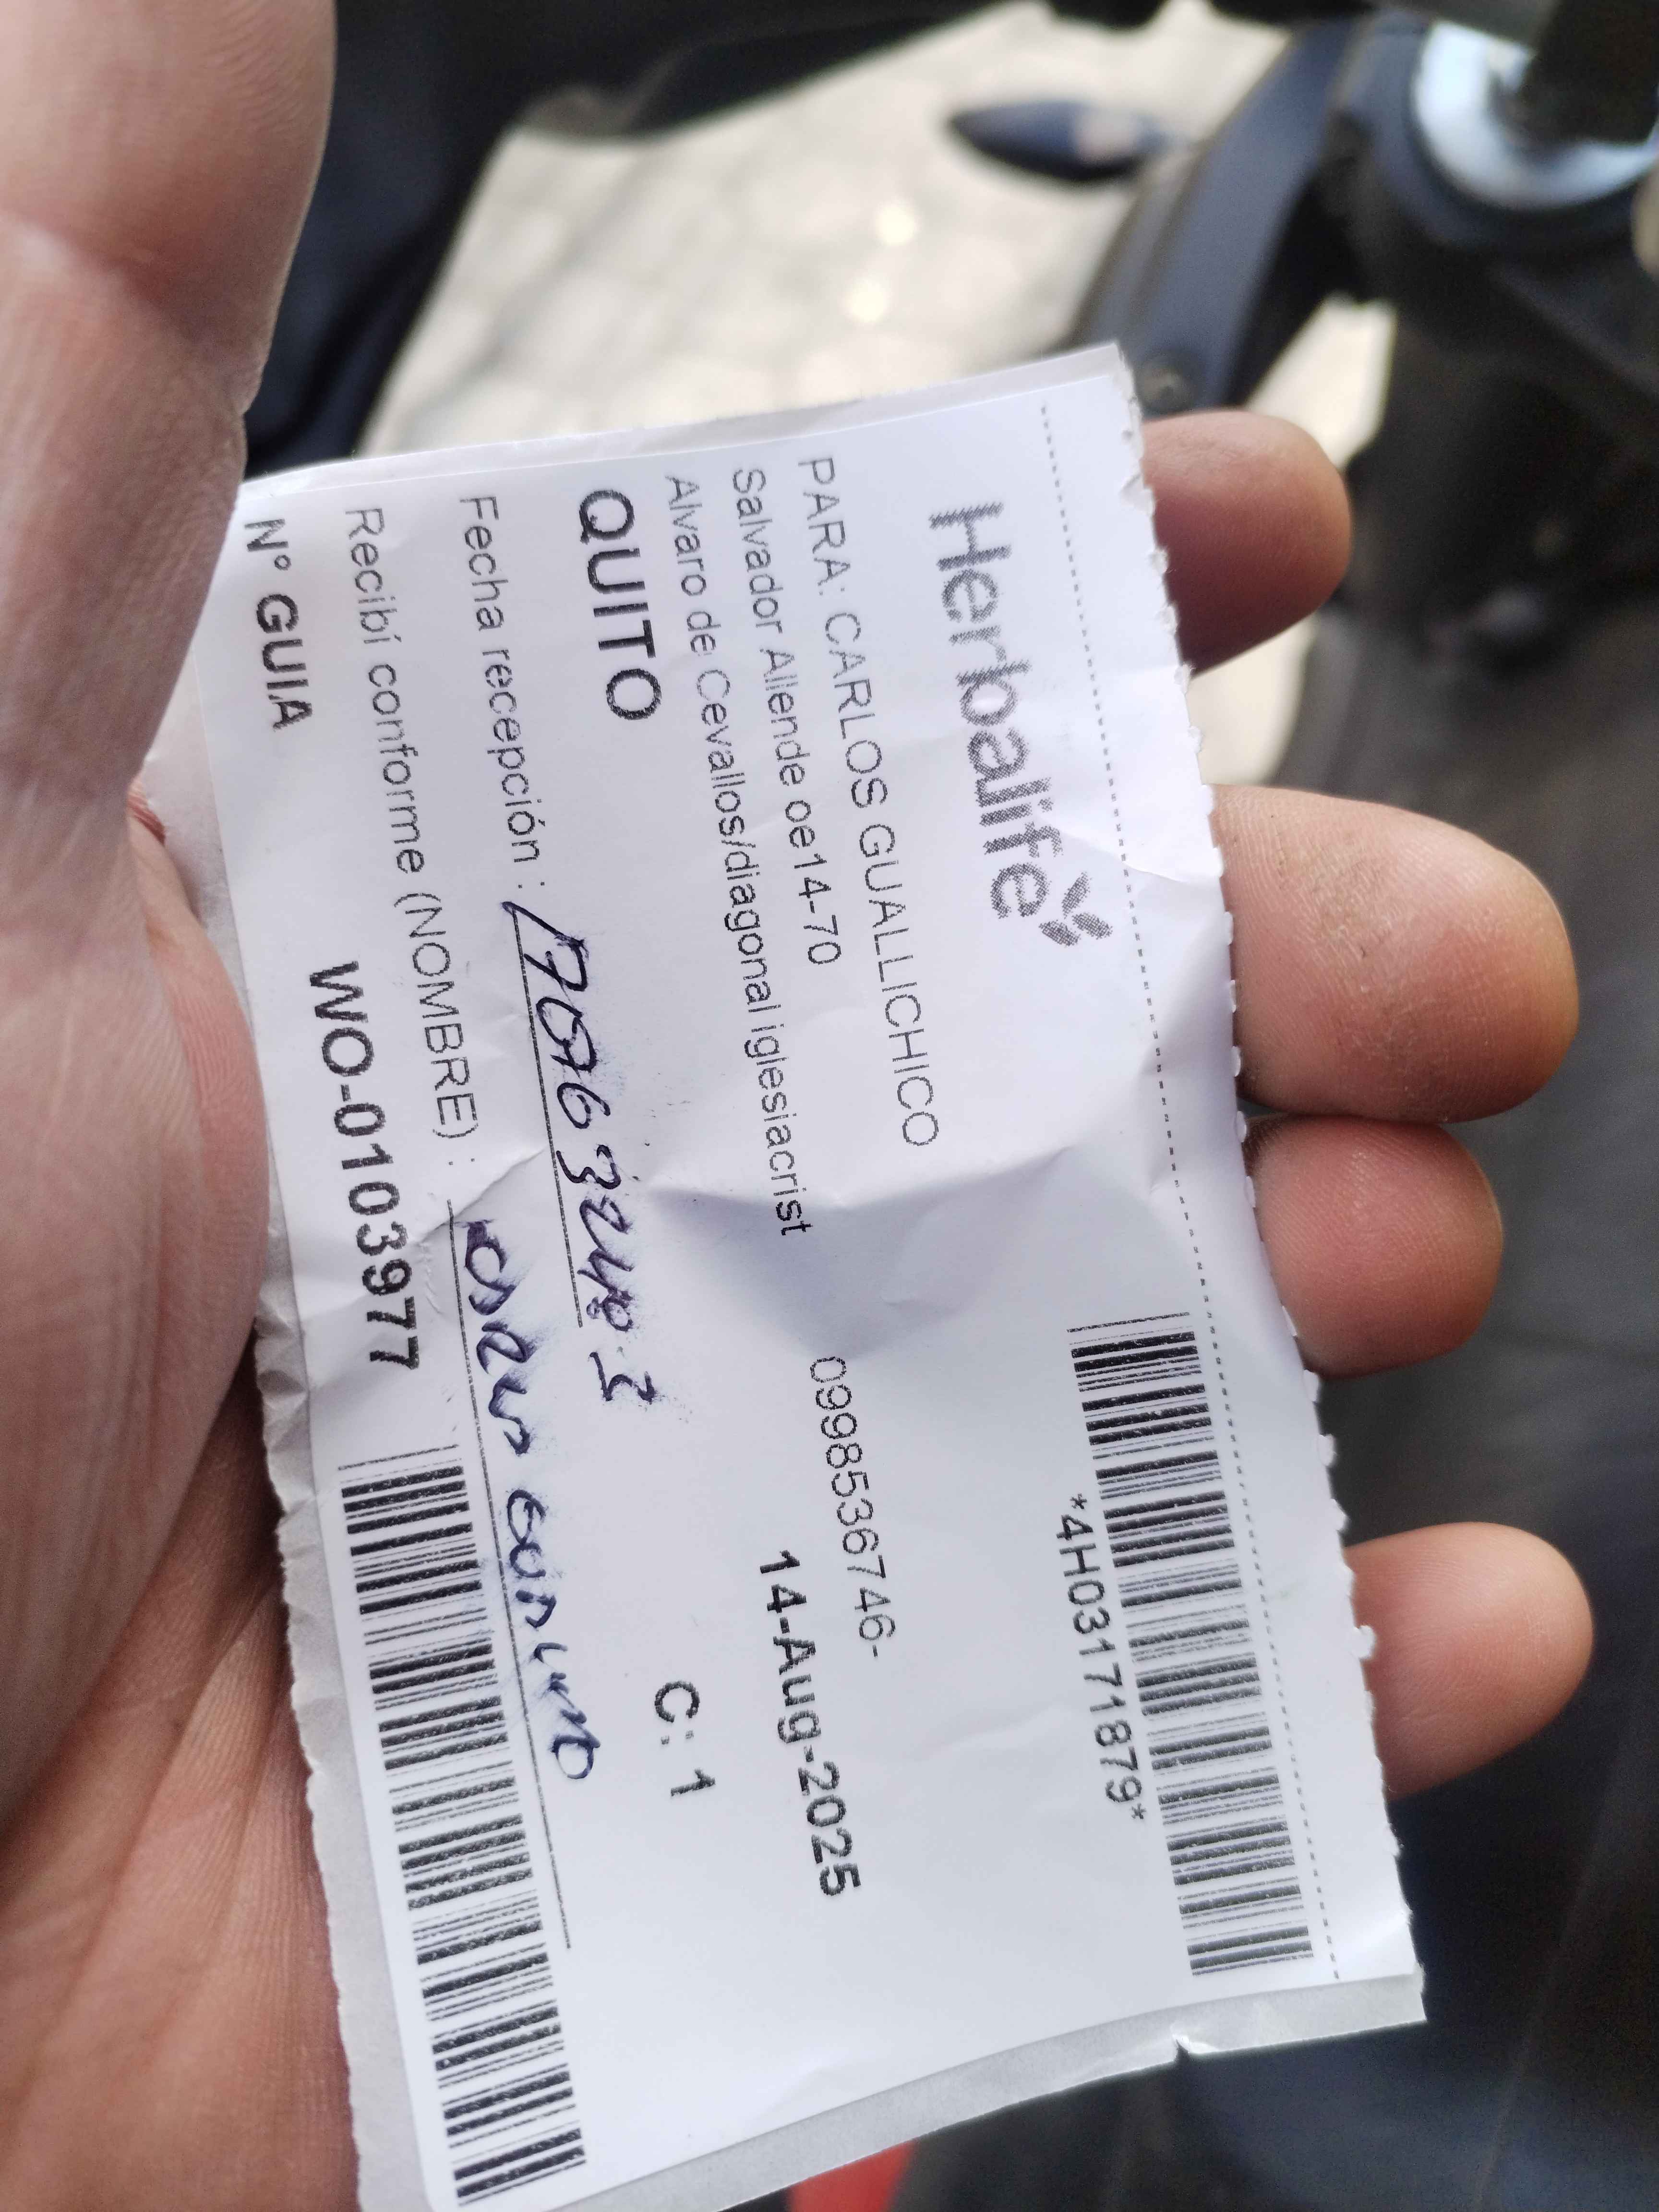 Herbalife
*4H03171879*
PARA: CARLOS GUALLICHICO
Salvador Allende oe14-70 0998536746-
Alvaro de Cevallos/diagonal iglesiacrist
14-Aug-2025
QUITO C: 1
Fecha recepción :
Recibí conforme (NOMBRE) :
N° GUIA WO-0103977